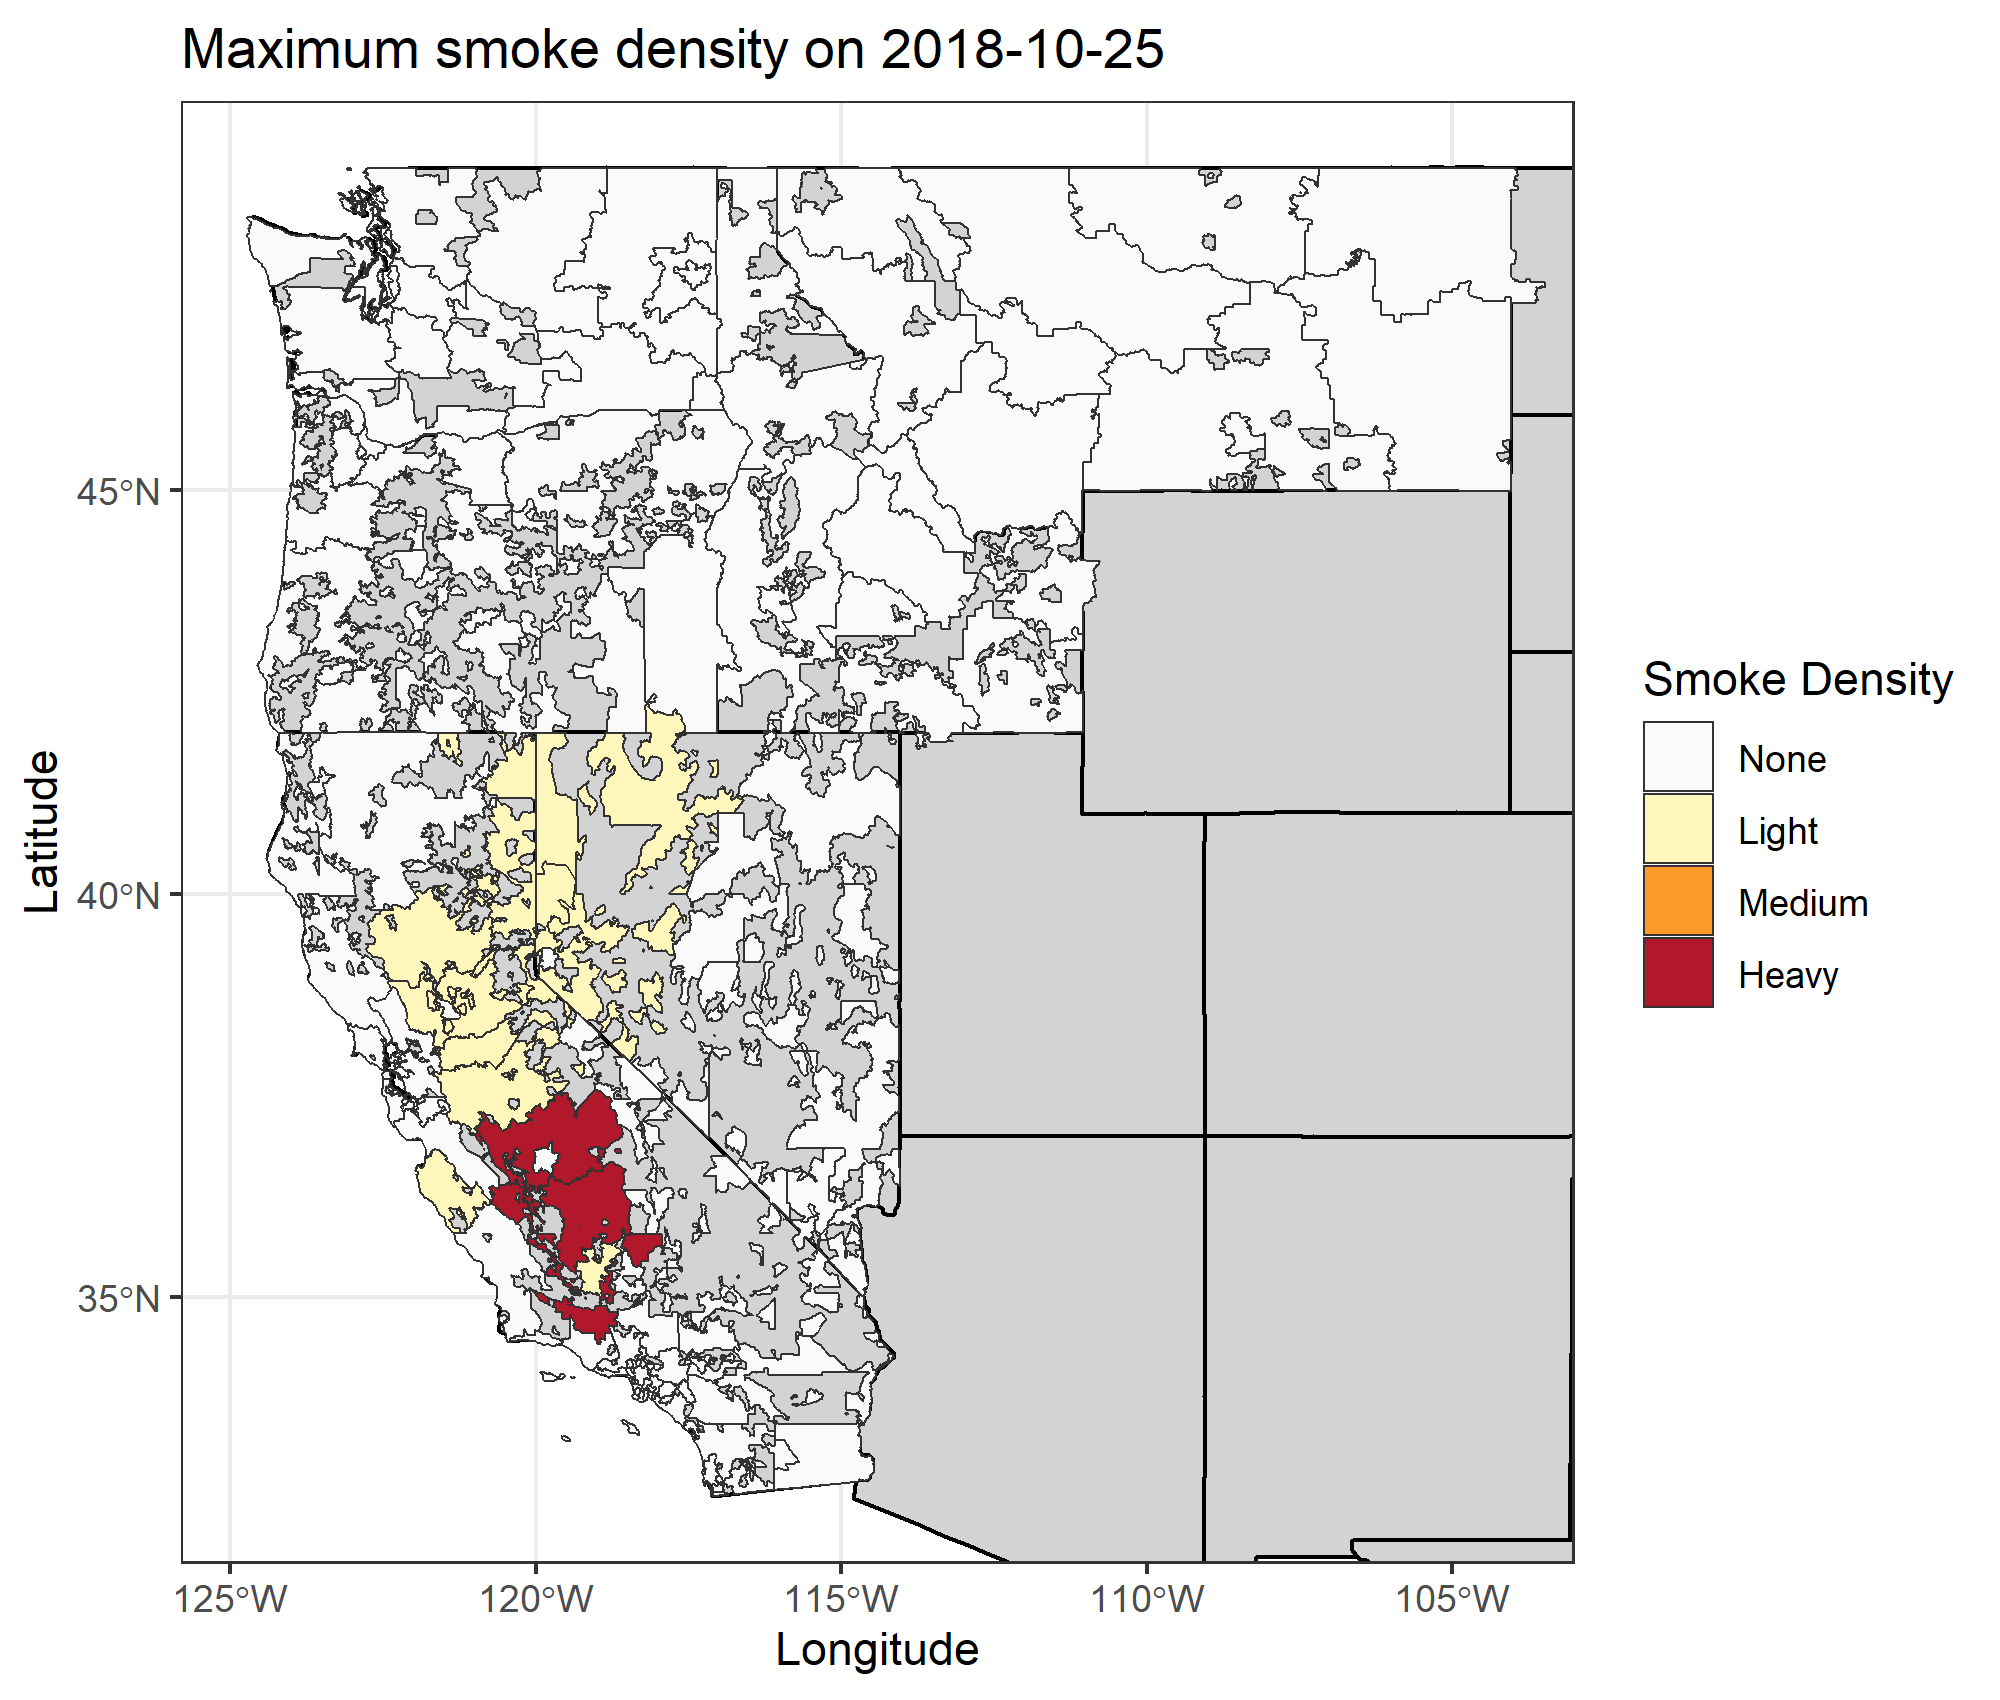 Maximum smoke density on 2018-10-25
45°N
40°N
35°N
Latitude
125°W 120°W 115°W 110°W 105°W
Longitude
Smoke Density
None
Light
Medium
Heavy